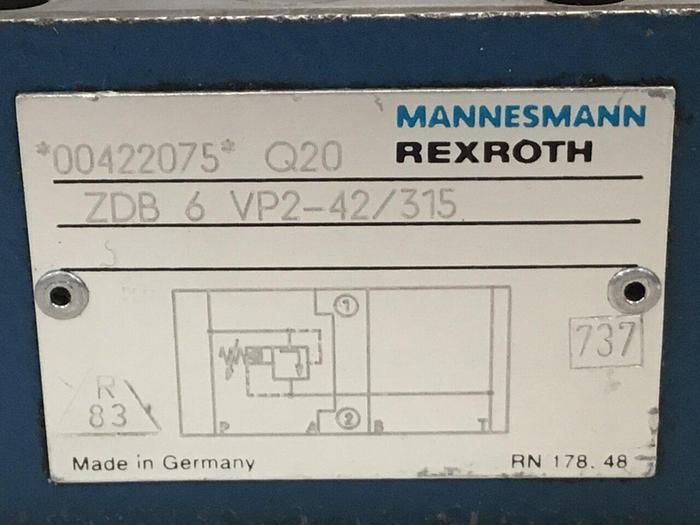 MANNESMANN
REXROTH
*00422075* Q20
ZDB 6 VP2-42/315
1
737
R
83
2
P A B T
Made in Germany
RN 178.48